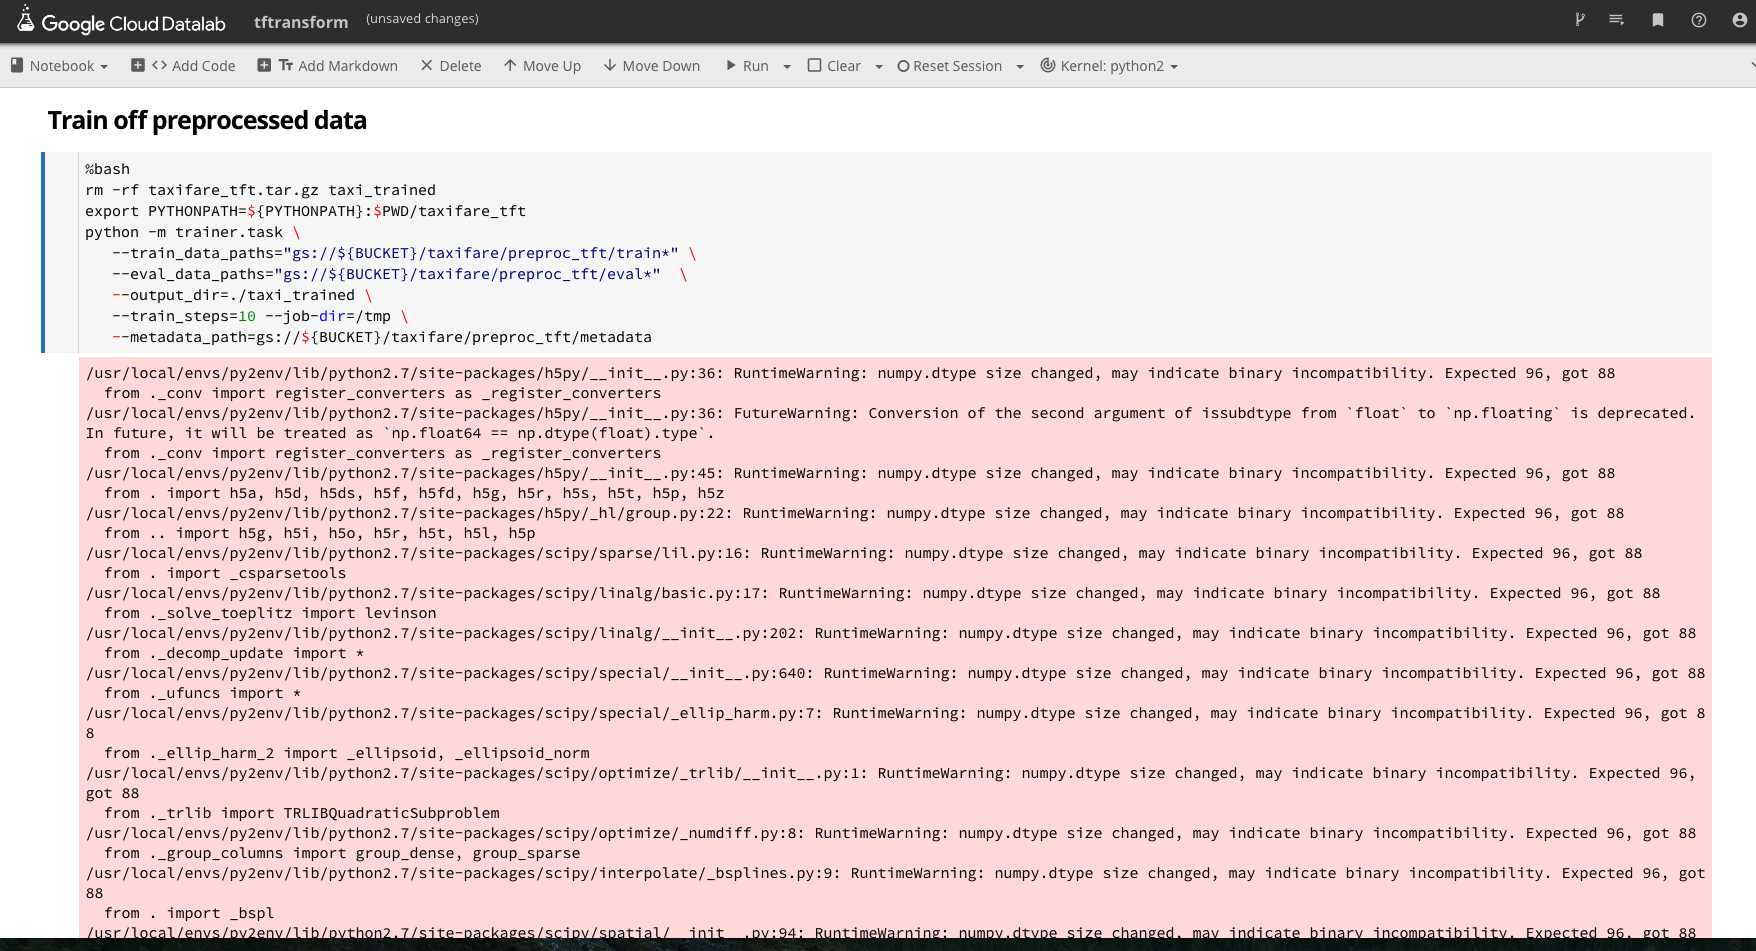 Google Cloud Datalab tftransform (unsaved changes)
Notebook <> Add Code Tr Add Markdown Delete Move Up Move Down Run Clear Reset Session Kernel: python2
Train off preprocessed data
%bash
rm -rf taxifare_tft.tar.gz taxi_trained
export PYTHONPATH=${PYTHONPATH}:$PWD/taxifare_tft
python -m trainer.task \
--train_data_paths="gs://${BUCKET}/taxifare/preproc_tft/train*" \
--eval_data_paths="gs://${BUCKET}/taxifare/preproc_tft/eval*"  \
--output_dir=./taxi_trained \
--train_steps=10 --job-dir=/tmp \
--metadata_path=gs://${BUCKET}/taxifare/preproc_tft/metadata
/usr/local/envs/py2env/lib/python2.7/site-packages/h5py/__init__.py:36: RuntimeWarning: numpy.dtype size changed, may indicate binary incompatibility. Expected 96, got 88
from ._conv import register_converters as _register_converters
/usr/local/envs/py2env/lib/python2.7/site-packages/h5py/__init__.py:36: FutureWarning: Conversion of the second argument of issubdtype from `float` to `np.floating` is deprecated.
In future, it will be treated as `np.float64 == np.dtype(float).type`.
from ._conv import register_converters as _register_converters
/usr/local/envs/py2env/lib/python2.7/site-packages/h5py/__init__.py:45: RuntimeWarning: numpy.dtype size changed, may indicate binary incompatibility. Expected 96, got 88
from . import h5a, h5d, h5ds, h5f, h5fd, h5g, h5r, h5s, h5t, h5p, h5z
/usr/local/envs/py2env/lib/python2.7/site-packages/h5py/_hl/group.py:22: RuntimeWarning: numpy.dtype size changed, may indicate binary incompatibility. Expected 96, got 88
from .. import h5g, h5i, h5o, h5r, h5t, h5l, h5p
/usr/local/envs/py2env/lib/python2.7/site-packages/scipy/sparse/lil.py:16: RuntimeWarning: numpy.dtype size changed, may indicate binary incompatibility. Expected 96, got 88
from . import _csparsetools
/usr/local/envs/py2env/lib/python2.7/site-packages/scipy/linalg/basic.py:17: RuntimeWarning: numpy.dtype size changed, may indicate binary incompatibility. Expected 96, got 88
from ._solve_toeplitz import levinson
/usr/local/envs/py2env/lib/python2.7/site-packages/scipy/linalg/__init__.py:202: RuntimeWarning: numpy.dtype size changed, may indicate binary incompatibility. Expected 96, got 88
from ._decomp_update import *
/usr/local/envs/py2env/lib/python2.7/site-packages/scipy/special/__init__.py:640: RuntimeWarning: numpy.dtype size changed, may indicate binary incompatibility. Expected 96, got 88
from ._ufuncs import *
/usr/local/envs/py2env/lib/python2.7/site-packages/scipy/special/_ellip_harm.py:7: RuntimeWarning: numpy.dtype size changed, may indicate binary incompatibility. Expected 96, got 8
8
from ._ellip_harm_2 import _ellipsoid, _ellipsoid_norm
/usr/local/envs/py2env/lib/python2.7/site-packages/scipy/optimize/_trlib/__init__.py:1: RuntimeWarning: numpy.dtype size changed, may indicate binary incompatibility. Expected 96,
got 88
from ._trlib import TRLIBQuadraticSubproblem
/usr/local/envs/py2env/lib/python2.7/site-packages/scipy/optimize/_numdiff.py:8: RuntimeWarning: numpy.dtype size changed, may indicate binary incompatibility. Expected 96, got 88
from ._group_columns import group_dense, group_sparse
/usr/local/envs/py2env/lib/python2.7/site-packages/scipy/interpolate/_bsplines.py:9: RuntimeWarning: numpy.dtype size changed, may indicate binary incompatibility. Expected 96, got
88
from . import _bspl
/usr/local/envs/py2env/lib/python2.7/site-packages/scipy/spatial/__init__.py:94: RuntimeWarning: numpy.dtype size changed, may indicate binary incompatibility. Expected 96, got 88